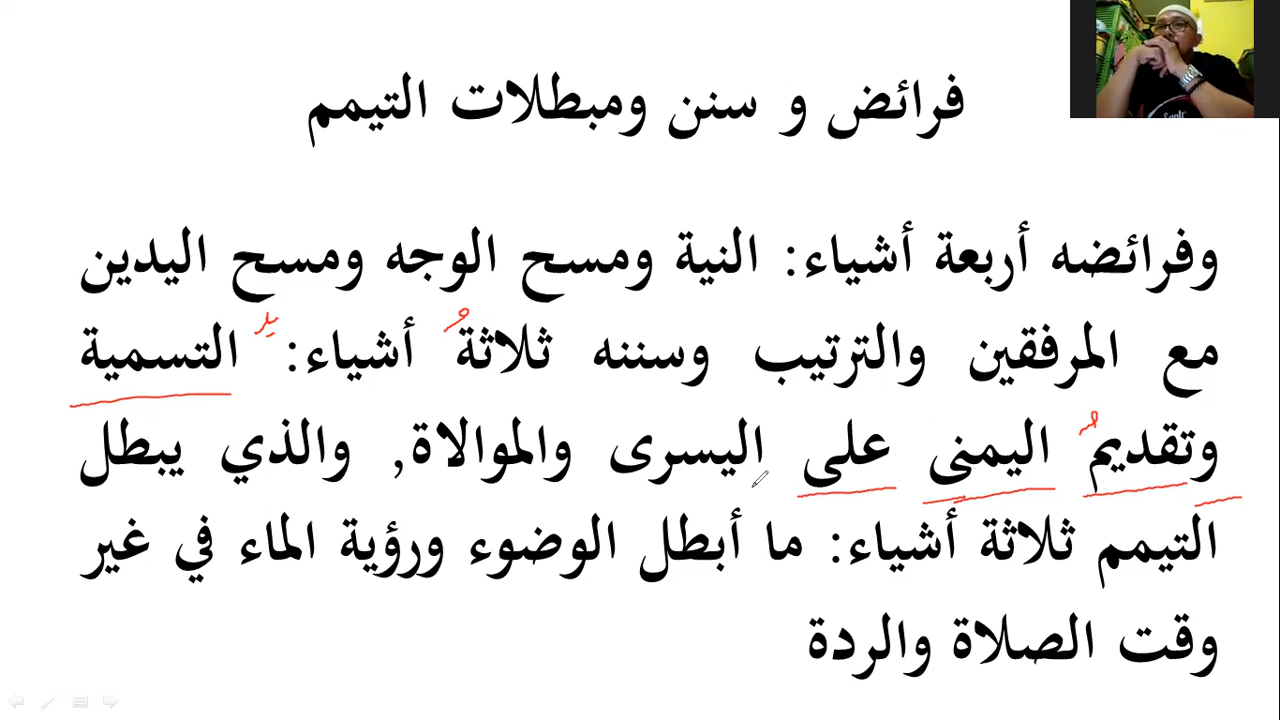 فرائض و سنن ومبطلات التيمم
وفرائضه أربعة أشياء: النية ومسح الوجه ومسح اليدين
مع المرفقين والترتيب وسننه ثلاثةُ أشياء: التسمية
وتقديمُ اليمنى على اليسرى والموالاة, والذي يبطل
التيمم ثلاثة أشياء: ما أبطل الوضوء ورؤية الماء في غير
وقت الصلاة والردة